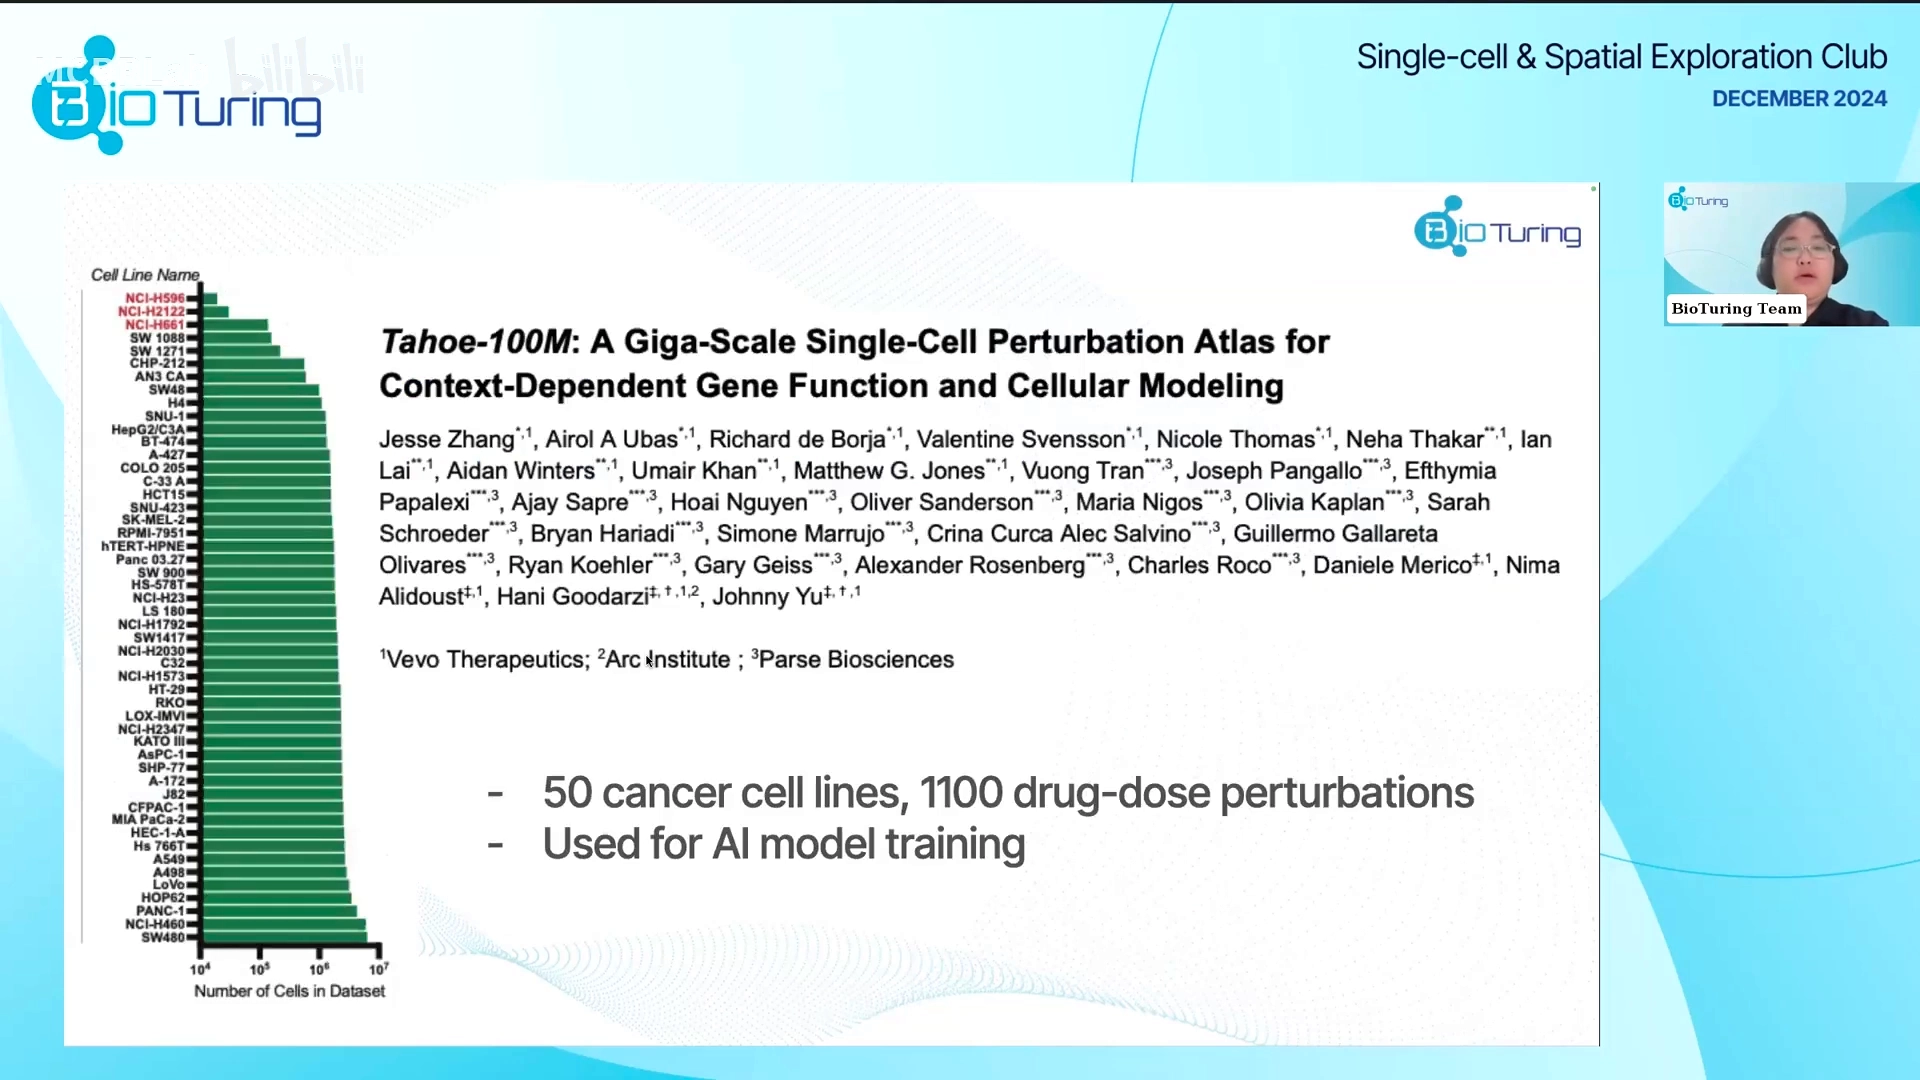 BioTuring
bilibili
Single-cell & Spatial Exploration Club
DECEMBER 2024
BioTuring
BioTuring
BioTuring Team
Cell Line Name
NCI-H596
NCI-H2122
NCI-H661
SW 1088
SW 1271
CHP-212
AN3 CA
SW48
H4
SNU-1
HepG2/C3A
BT-474
A-427
COLO 205
C-33 A
HCT15
SNU-423
SK-MEL-2
RPMI-7951
hTERT-HPNE
Panc 03.27
SW 900
HS-578T
NCI-H23
LS 180
NCI-H1792
SW1417
NCI-H2030
C32
NCI-H1573
HT-29
RKO
LOX-IMVI
NCI-H2347
KATO III
AsPC-1
SHP-77
A-172
J82
CFPAC-1
MIA PaCa-2
HEC-1-A
Hs 766T
A549
A498
LoVo
HOP62
PANC-1
NCI-H460
SW480
10⁴ 10⁵ 10⁶ 10⁷
Number of Cells in Dataset
Tahoe-100M: A Giga-Scale Single-Cell Perturbation Atlas for
Context-Dependent Gene Function and Cellular Modeling
Jesse Zhang*,1, Airol A Ubas*,1, Richard de Borja*,1, Valentine Svensson*,1, Nicole Thomas*,1, Neha Thakar**,1, Ian
Lai**,1, Aidan Winters**,1, Umair Khan**,1, Matthew G. Jones**,1, Vuong Tran***,3, Joseph Pangallo***,3, Efthymia
Papalexi***,3, Ajay Sapre***,3, Hoai Nguyen***,3, Oliver Sanderson***,3, Maria Nigos***,3, Olivia Kaplan***,3, Sarah
Schroeder***,3, Bryan Hariadi***,3, Simone Marrujo***,3, Crina Curca Alec Salvino***,3, Guillermo Gallareta
Olivares***,3, Ryan Koehler***,3, Gary Geiss***,3, Alexander Rosenberg***,3, Charles Roco***,3, Daniele Merico‡,1, Nima
Alidoust‡,1, Hani Goodarzi‡,†,1,2, Johnny Yu‡,†,1
¹Vevo Therapeutics; ²Arc Institute ; ³Parse Biosciences
- 50 cancer cell lines, 1100 drug-dose perturbations
- Used for AI model training